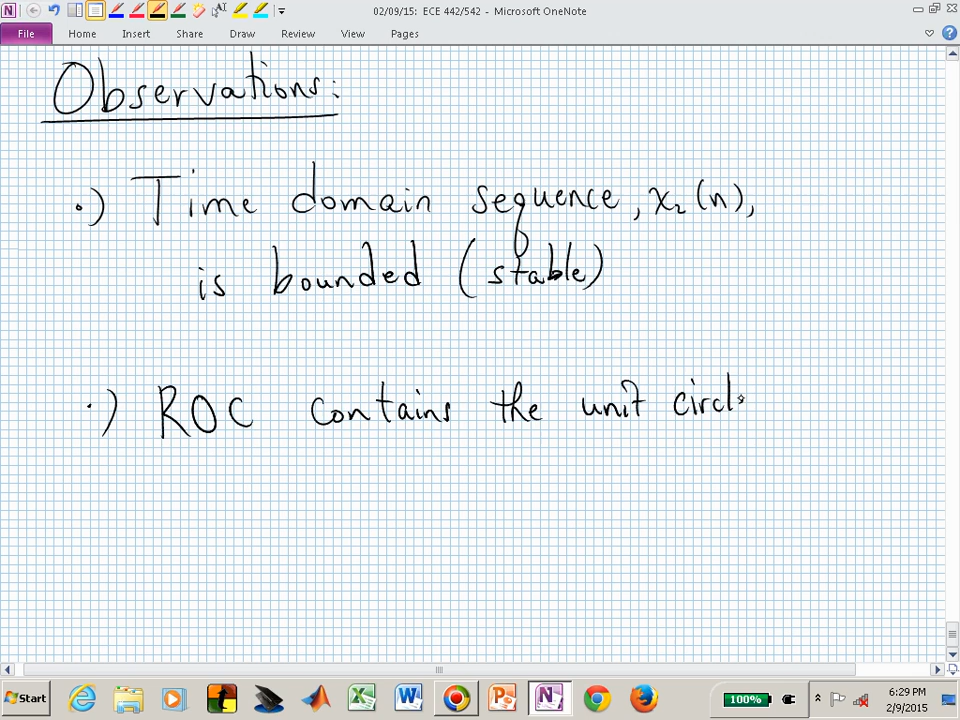 02/09/15: ECE 442/542 - Microsoft OneNote
File Home Insert Share Draw Review View Pages
Observations:
•) Time domain sequence, x₂(n),
is bounded (stable)
•) ROC contains the unit circl
Start
100%
6:29 PM
2/9/2015